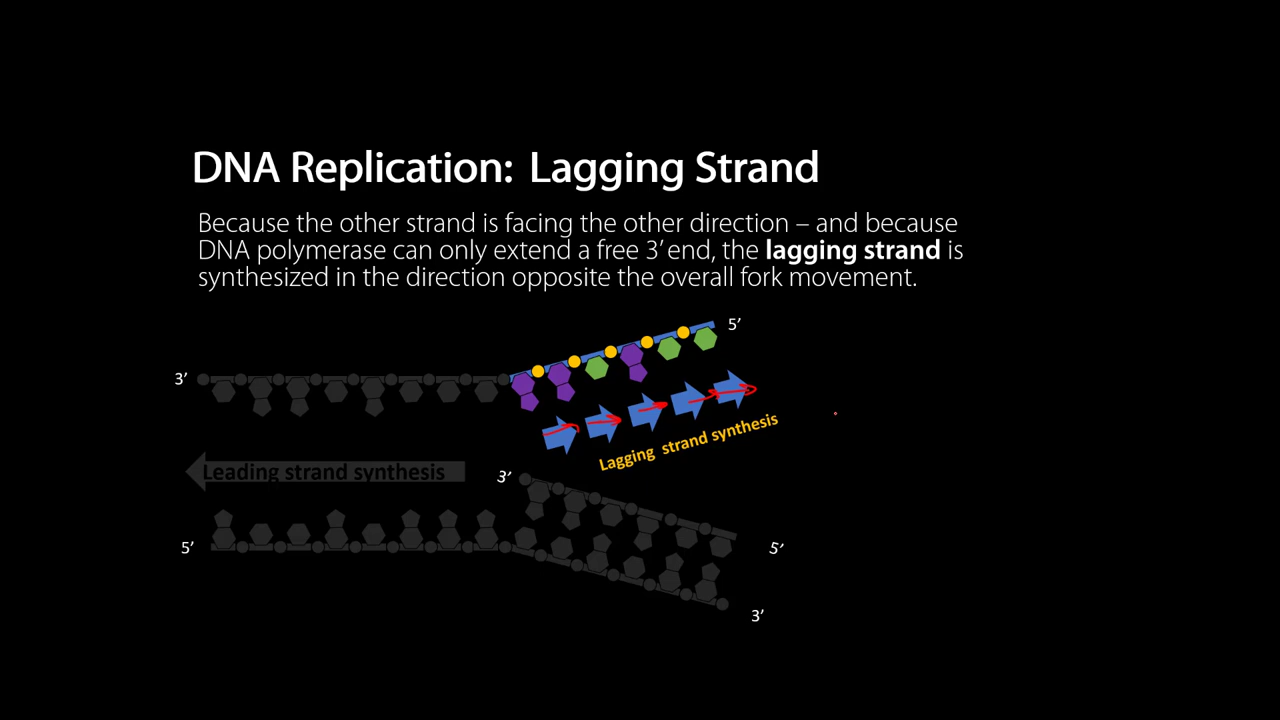 DNA Replication: Lagging Strand
Because the other strand is facing the other direction – and because
DNA polymerase can only extend a free 3’ end, the lagging strand is
synthesized in the direction opposite the overall fork movement.
5’
3’
Lagging strand synthesis
Leading strand synthesis
3’
5’
5’
3’